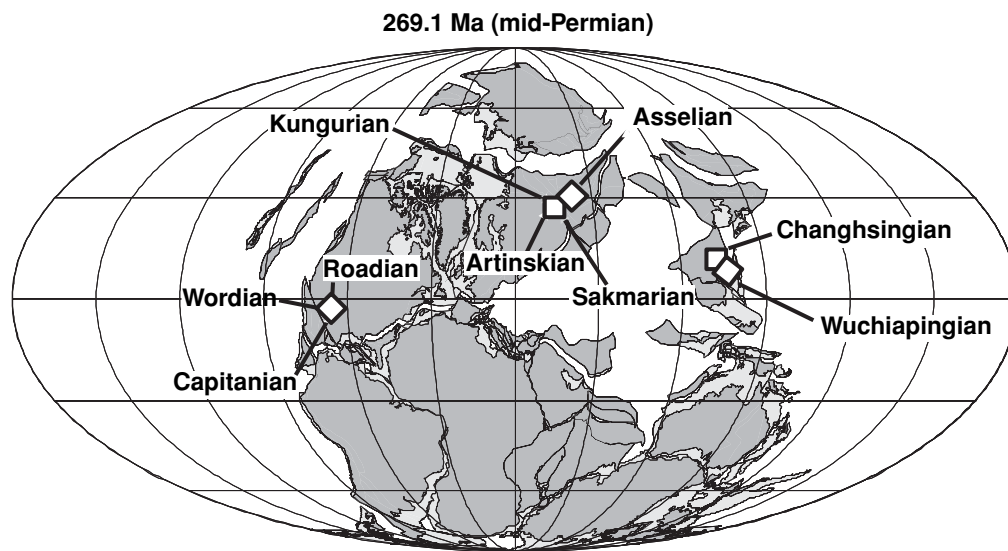 269.1 Ma (mid-Permian)
Kungurian
Asselian
Changhsingian
Roadian
Artinskian
Wordian
Sakmarian
Wuchiapingian
Capitanian